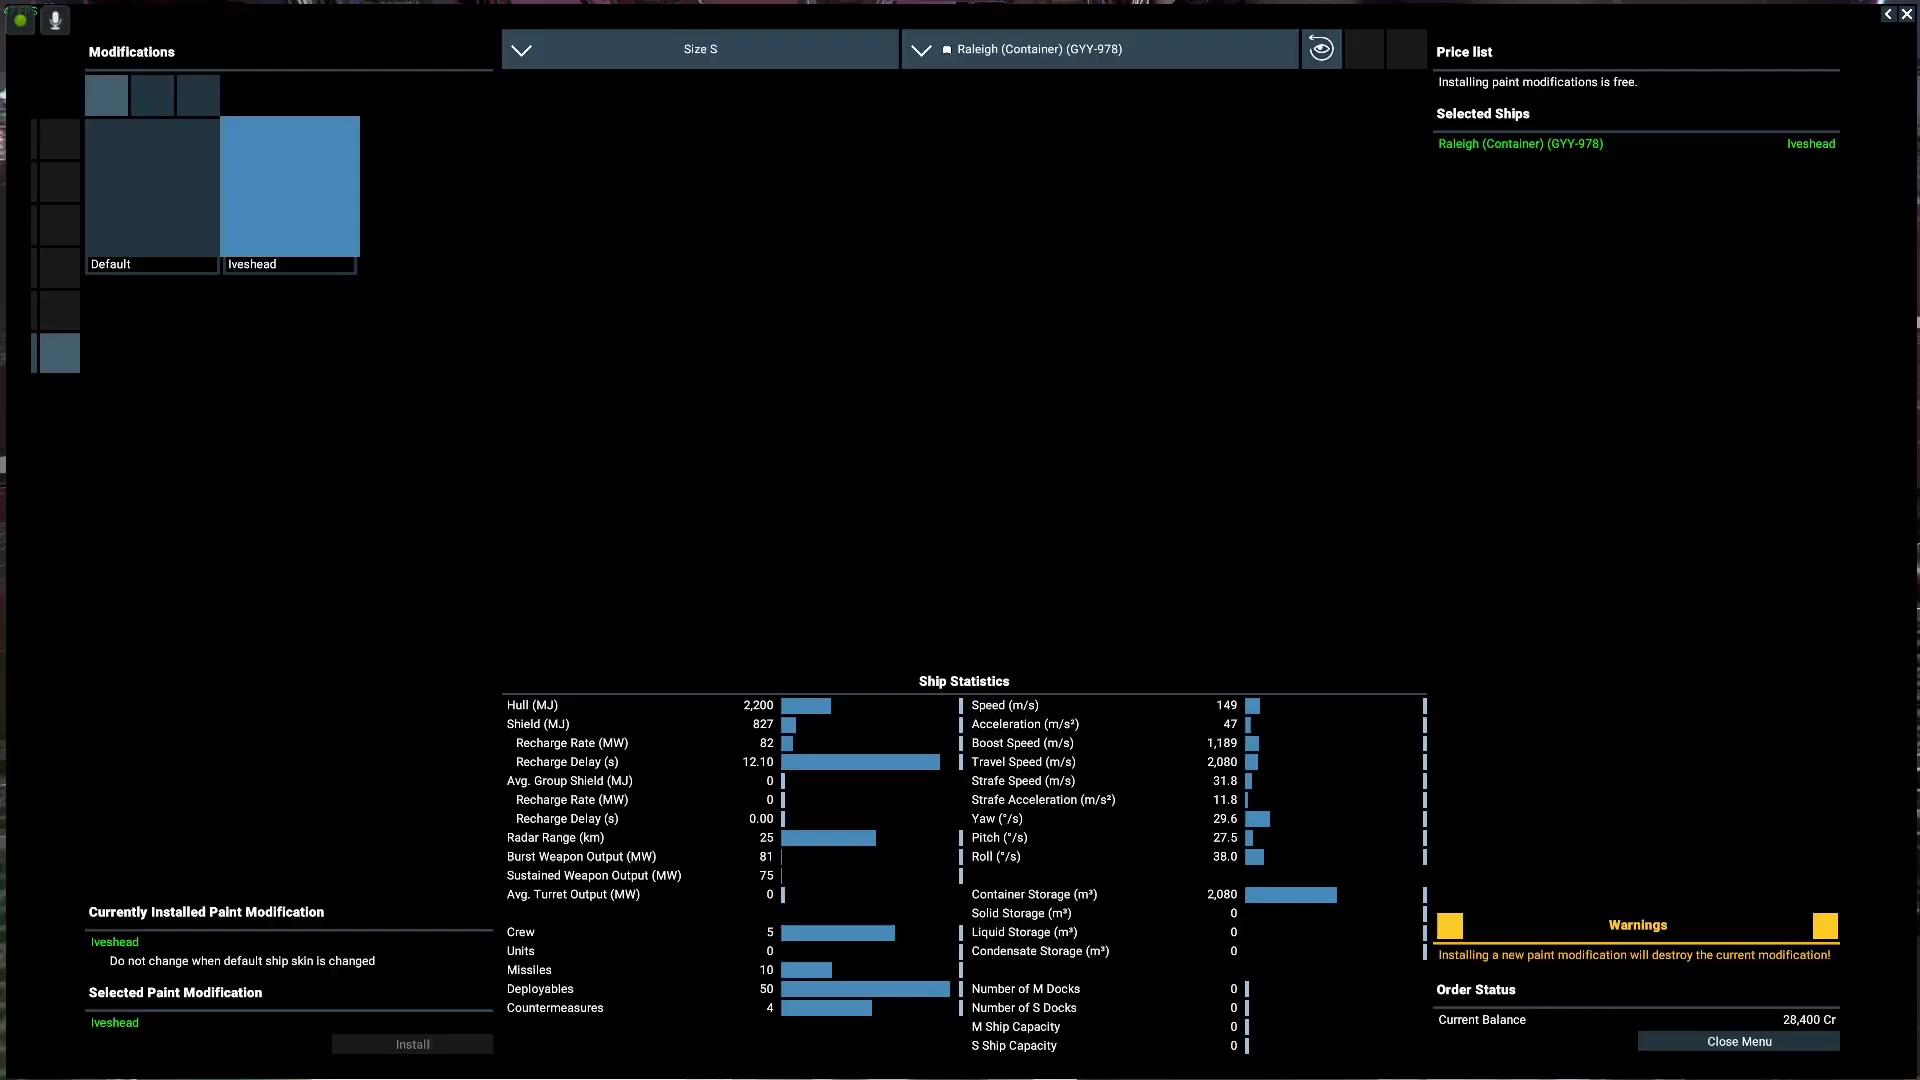 47 FPS
Modifications
Size S
Raleigh (Container) (GYY-978)
Price list
Installing paint modifications is free.
Selected Ships
Raleigh (Container) (GYY-978) Iveshead
Default
Iveshead
Ship Statistics
Hull (MJ) 2,200
Shield (MJ) 827
Recharge Rate (MW) 82
Recharge Delay (s) 12.10
Avg. Group Shield (MJ) 0
Recharge Rate (MW) 0
Recharge Delay (s) 0.00
Radar Range (km) 25
Burst Weapon Output (MW) 81
Sustained Weapon Output (MW) 75
Avg. Turret Output (MW) 0
Crew 5
Units 0
Missiles 10
Deployables 50
Countermeasures 4
Speed (m/s) 149
Acceleration (m/s²) 47
Boost Speed (m/s) 1,189
Travel Speed (m/s) 2,080
Strafe Speed (m/s) 31.8
Strafe Acceleration (m/s²) 11.8
Yaw (°/s) 29.6
Pitch (°/s) 27.5
Roll (°/s) 38.0
Container Storage (m³) 2,080
Solid Storage (m³) 0
Liquid Storage (m³) 0
Condensate Storage (m³) 0
Number of M Docks 0
Number of S Docks 0
M Ship Capacity 0
S Ship Capacity 0
Currently Installed Paint Modification
Iveshead
Do not change when default ship skin is changed
Selected Paint Modification
Iveshead
Install
Warnings
Installing a new paint modification will destroy the current modification!
Order Status
Current Balance 28,400 Cr
Close Menu